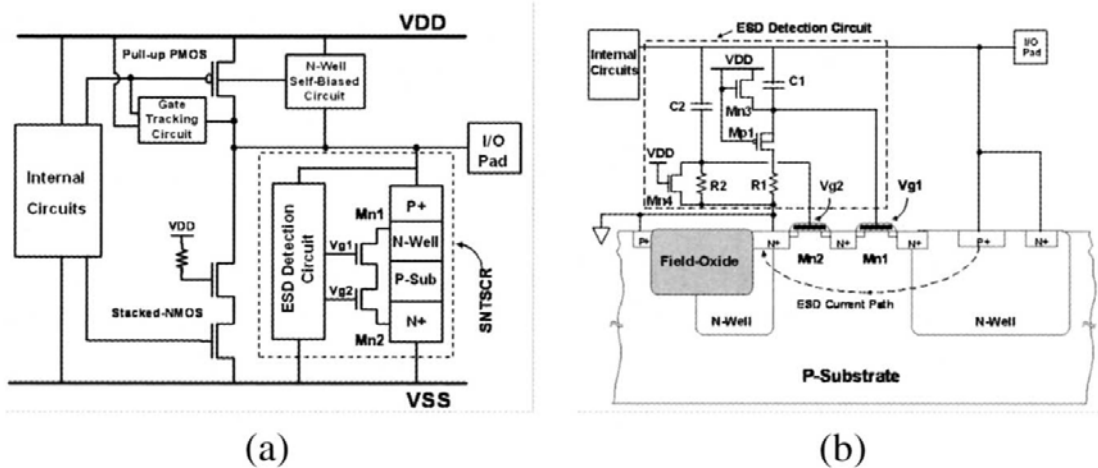 VDD
Pull-up PMOS
N-Well
Self-Biased
Circuit
Gate
Tracking
Circuit
I/O
Pad
Internal
Circuits
VDD
Stacked-NMOS
ESD Detection
Circuit
Mn1
Vg1
Vg2
Mn2
P+
N-Well
P-Sub
N+
SNTSCR
VSS
(a)
ESD Detection Circuit
Internal
Circuits
I/O
Pad
VDD
C1
C2
Mn3
Mp1
VDD
R2
R1
Mn4
Vg2
Vg1
P+
Field-Oxide
N+
Mn2
N+
Mn1
N+
P+
N+
ESD Current Path
N-Well
N-Well
P-Substrate
(b)